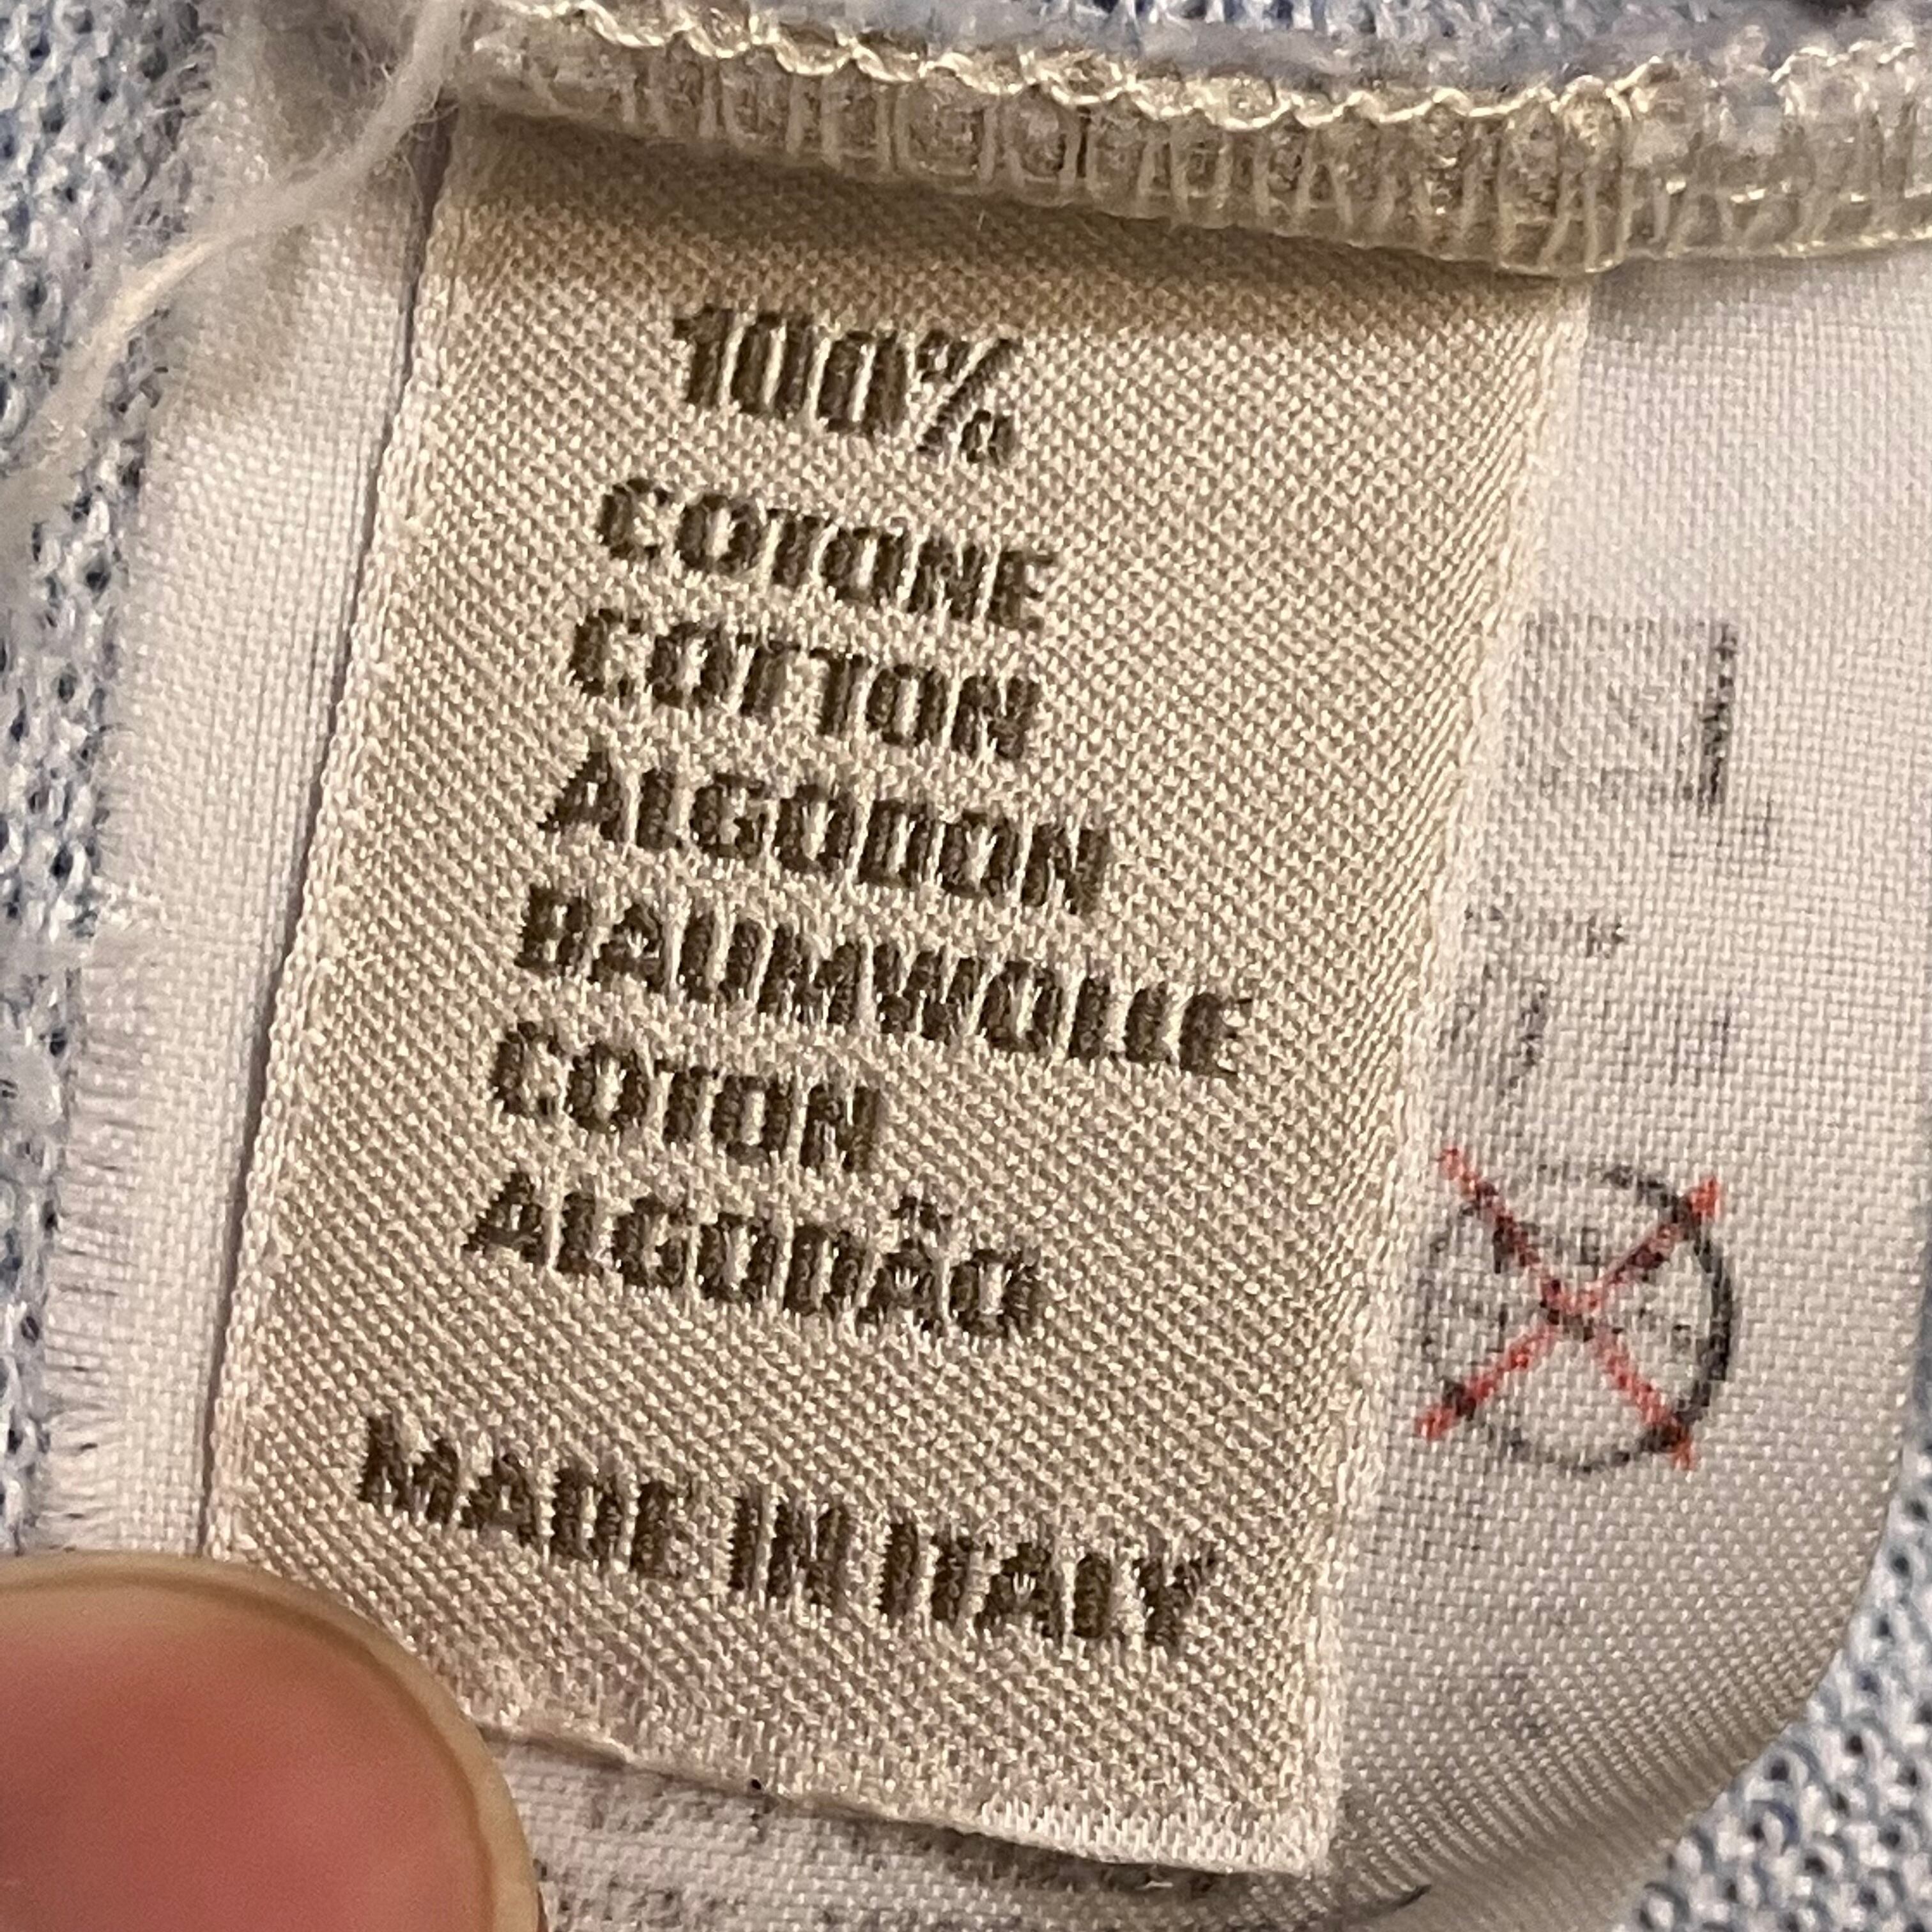 100%
COTONE
COTTON
ALGODON
BAUMWOLLE
COTON
ALGODÃO
MADE IN ITALY